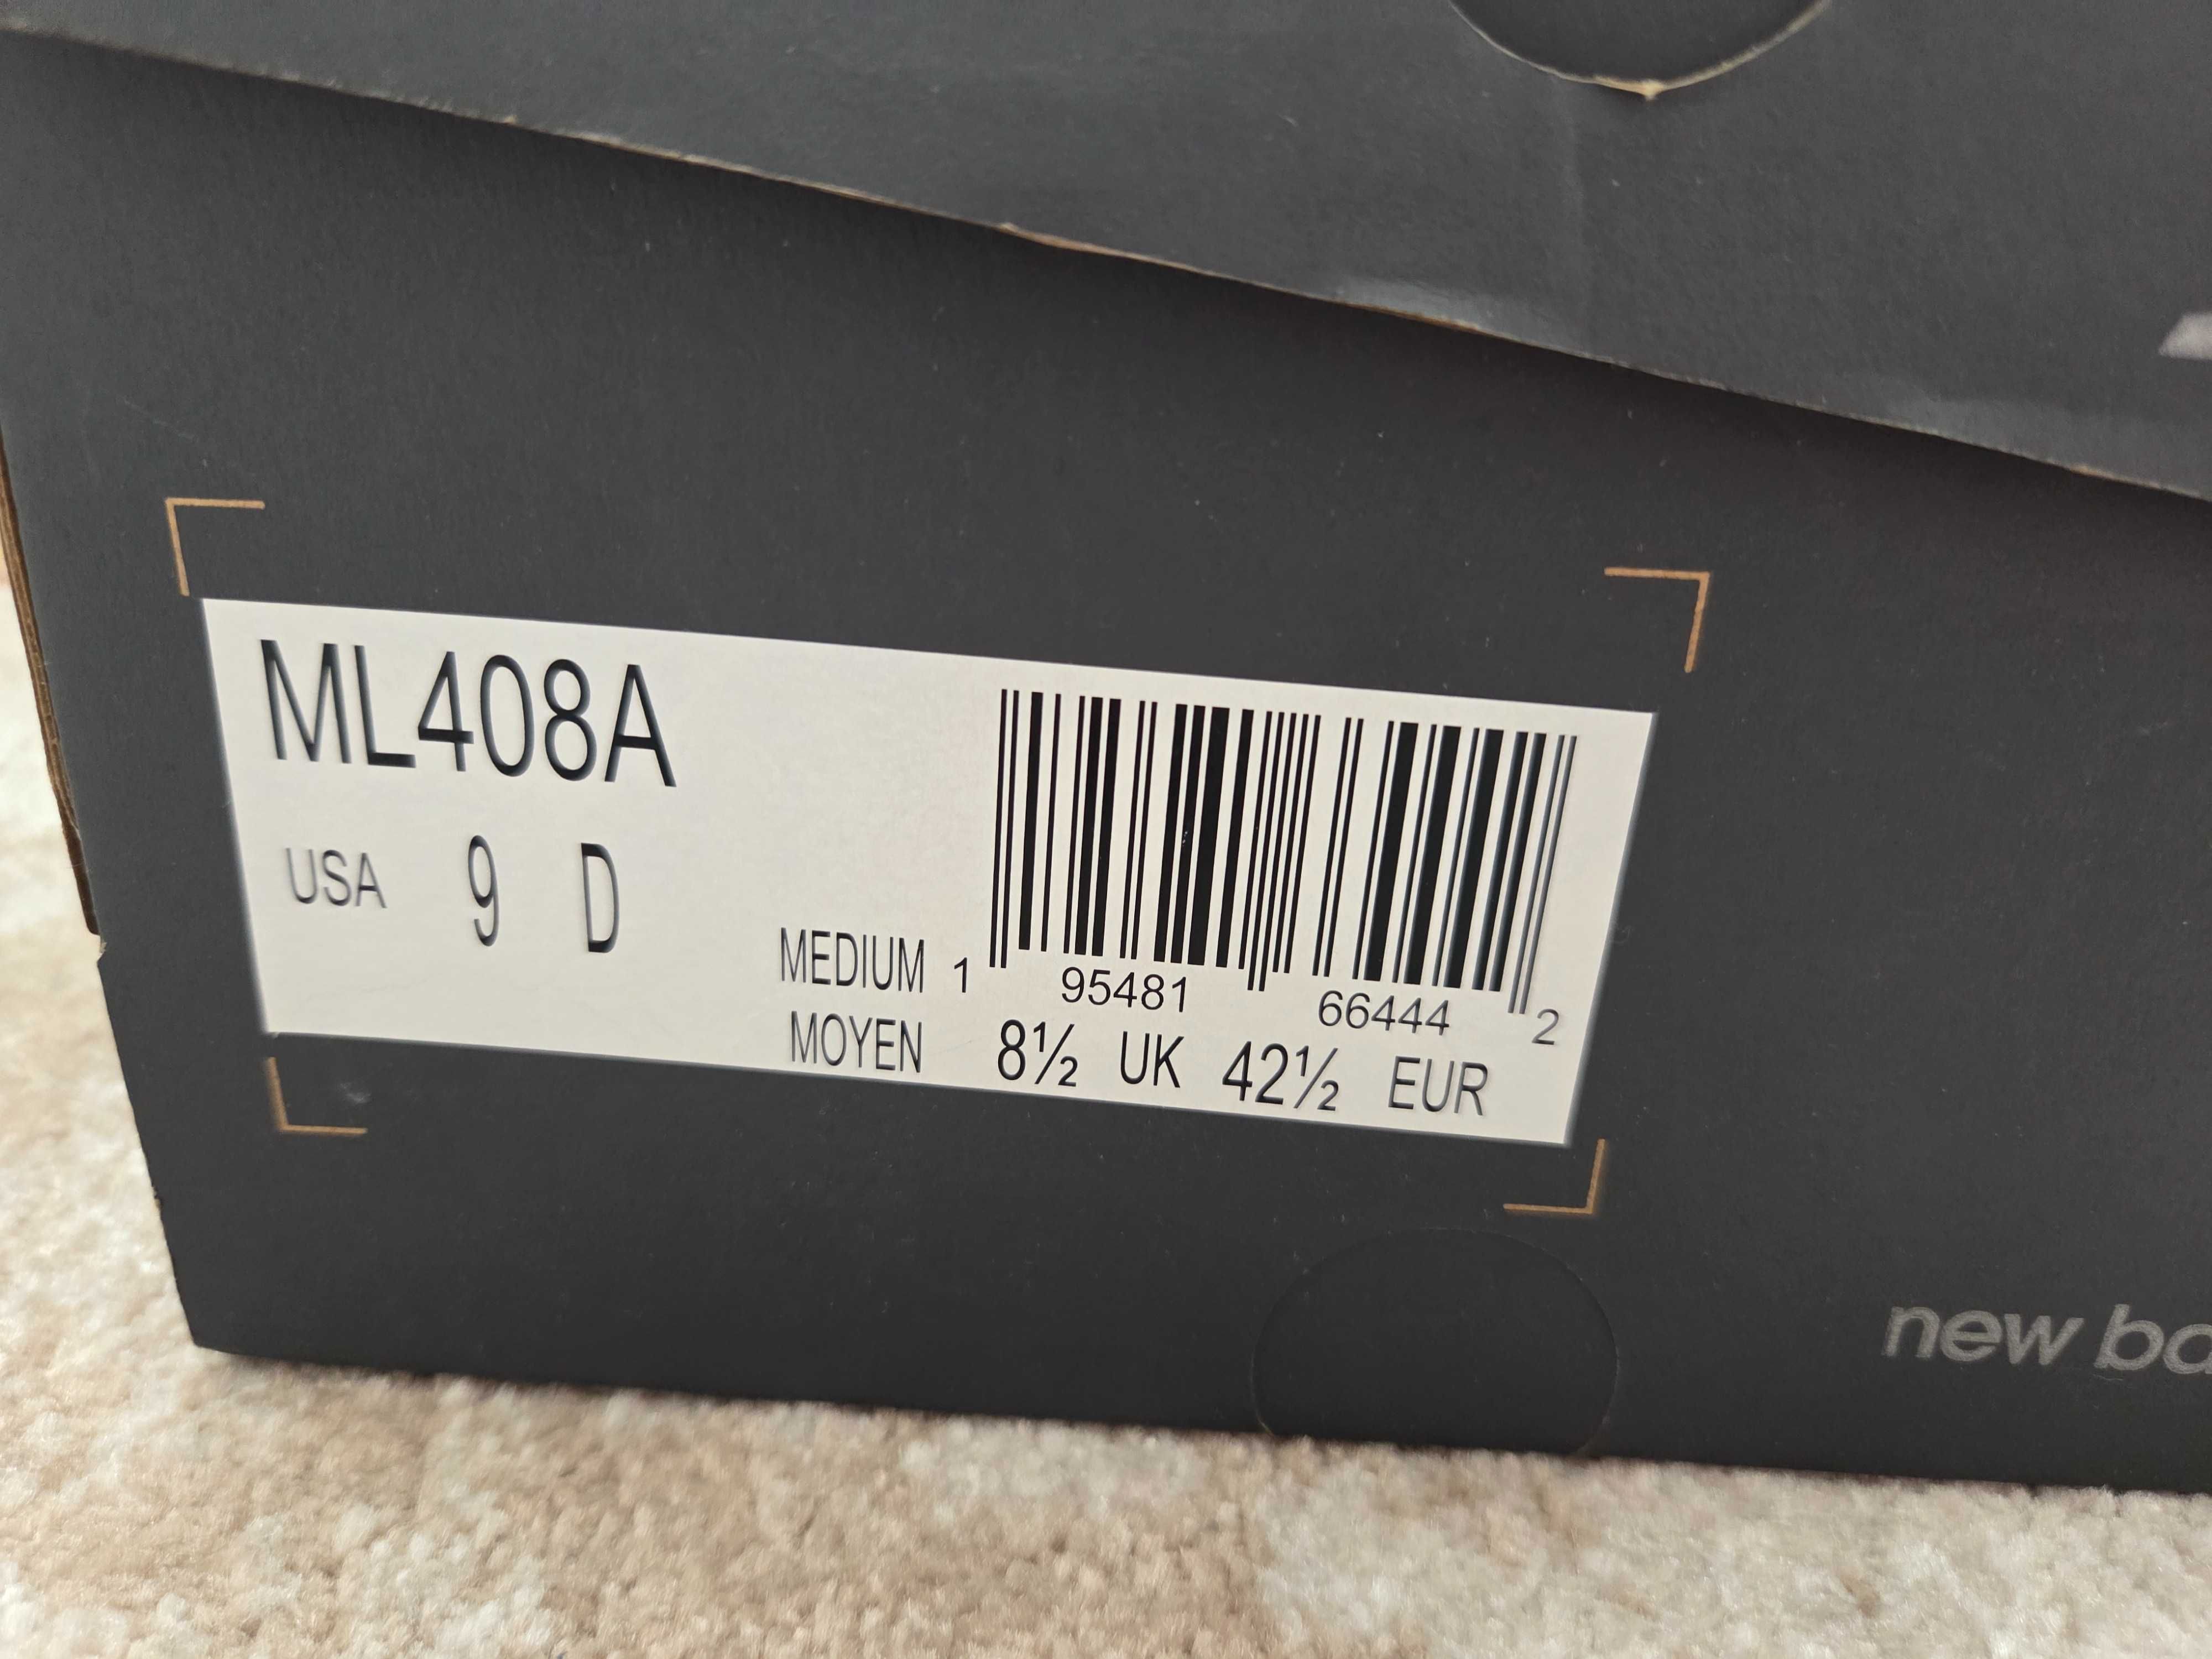 ML408A
USA 9 D
MEDIUM 1 95481 66444 2
MOYEN 8½ UK 42½ EUR
new ba